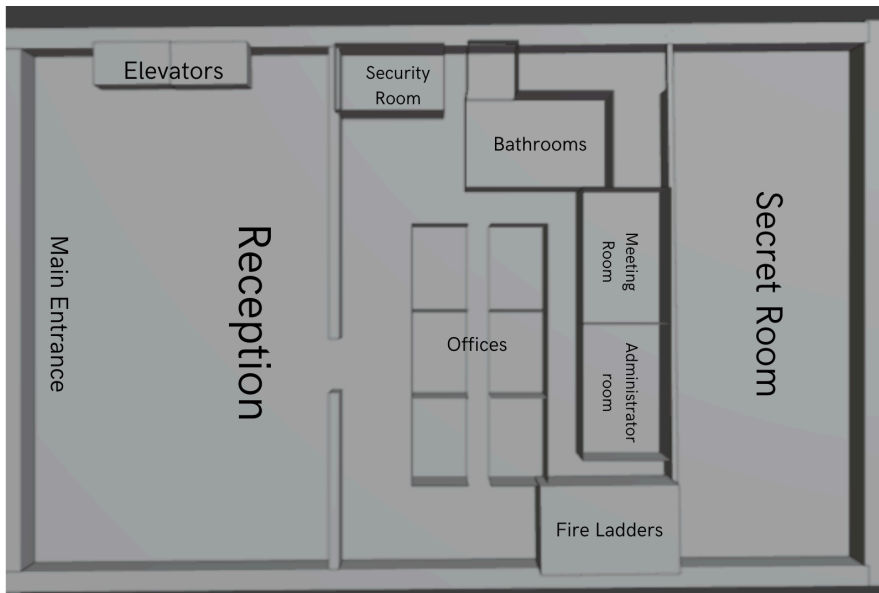 Elevators
Security
Room
Bathrooms
Main Entrance
Reception
Offices
Meeting
Room
Administrator
room
Secret Room
Fire Ladders